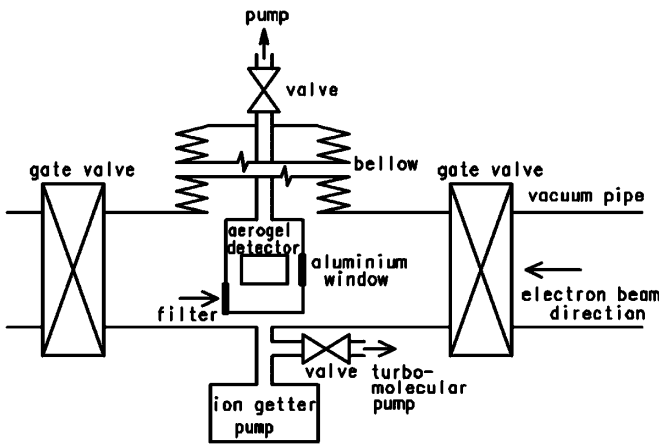 pump
valve
bellow
gate valve
gate valve
vacuum pipe
aerogel
detector
aluminium
window
filter
electron beam
direction
valve
turbo-
molecular
pump
ion getter
pump